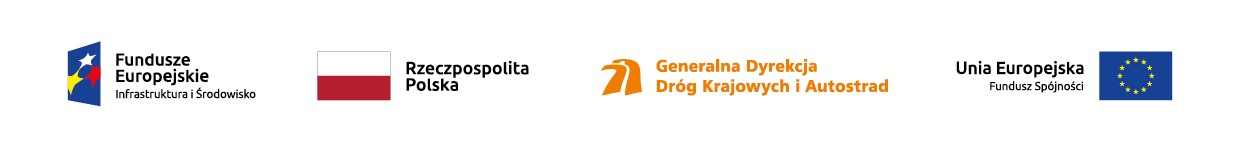 Fundusze
Europejskie
Infrastruktura i Środowisko
Rzeczpospolita
Polska
Generalna Dyrekcja
Dróg Krajowych i Autostrad
Unia Europejska
Fundusz Spójności